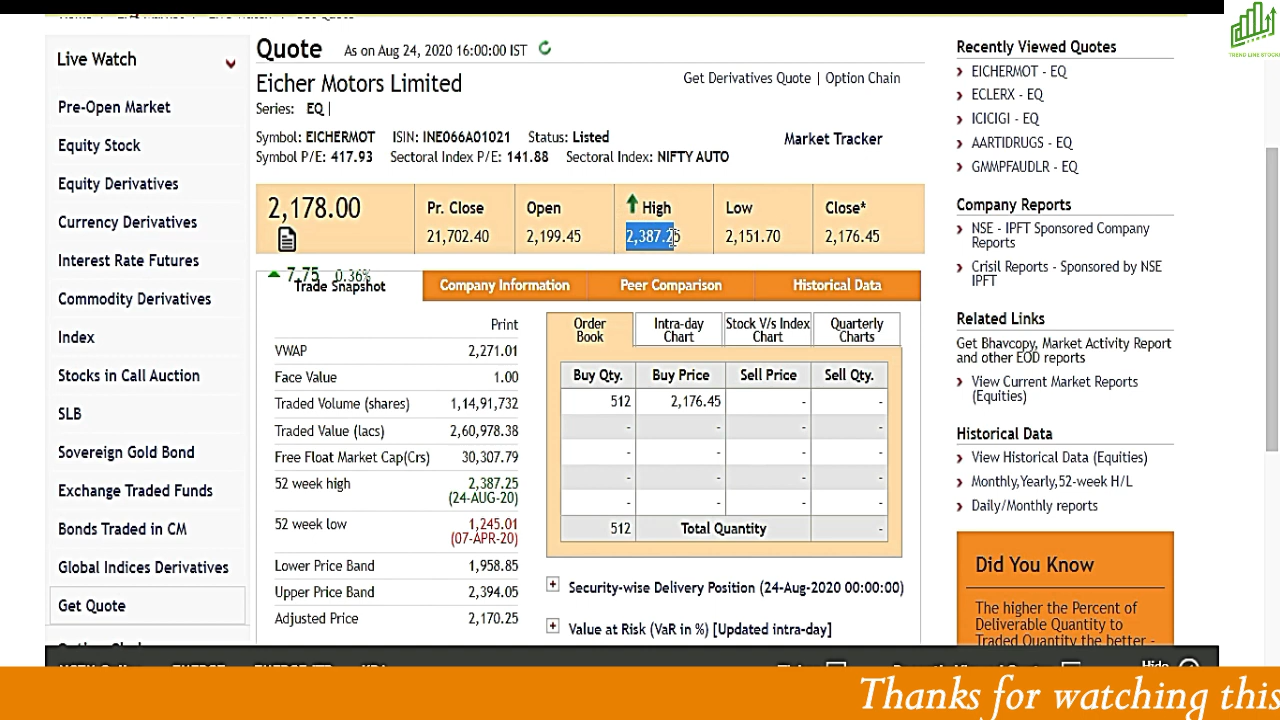 Live Watch
Pre-Open Market
Equity Stock
Equity Derivatives
Currency Derivatives
Interest Rate Futures
Commodity Derivatives
Index
Stocks in Call Auction
SLB
Sovereign Gold Bond
Exchange Traded Funds
Bonds Traded in CM
Global Indices Derivatives
Get Quote
Quote As on Aug 24, 2020 16:00:00 IST
Eicher Motors Limited
Get Derivatives Quote | Option Chain
Series: EQ |
Symbol: EICHERMOT ISIN: INE066A01021 Status: Listed
Market Tracker
Symbol P/E: 417.93 Sectoral Index P/E: 141.88 Sectoral Index: NIFTY AUTO
2,178.00
Pr. Close Open High Low Close*
21,702.40 2,199.45 2,387.25 2,151.70 2,176.45
7.75 0.36%
Trade Snapshot Company Information Peer Comparison Historical Data
Print
VWAP 2,271.01
Face Value 1.00
Traded Volume (shares) 1,14,91,732
Traded Value (lacs) 2,60,978.38
Free Float Market Cap(Crs) 30,307.79
52 week high 2,387.25
(24-AUG-20)
52 week low 1,245.01
(07-APR-20)
Lower Price Band 1,958.85
Upper Price Band 2,394.05
Adjusted Price 2,170.25
Order Book Intra-day Chart Stock V/s Index Chart Quarterly Charts
Buy Qty. Buy Price Sell Price Sell Qty.
512 2,176.45 - -
- - - -
- - - -
- - - -
- - - -
512 Total Quantity -
Security-wise Delivery Position (24-Aug-2020 00:00:00)
Value at Risk (VaR in %) [Updated intra-day]
Recently Viewed Quotes
EICHERMOT - EQ
ECLERX - EQ
ICICIGI - EQ
AARTIDRUGS - EQ
GMMPFAUDLR - EQ
Company Reports
NSE - IPFT Sponsored Company
Reports
Crisil Reports - Sponsored by NSE
IPFT
Related Links
Get Bhavcopy, Market Activity Report
and other EOD reports
View Current Market Reports
(Equities)
Historical Data
View Historical Data (Equities)
Monthly,Yearly,52-week H/L
Daily/Monthly reports
Did You Know
The higher the Percent of
Deliverable Quantity to
Traded Quantity the better -
Hide
TREND LINE STOCKS
Thanks for watching this